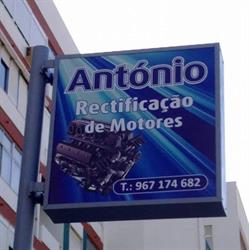 António
Rectificação
de Motores
T.: 967 174 682